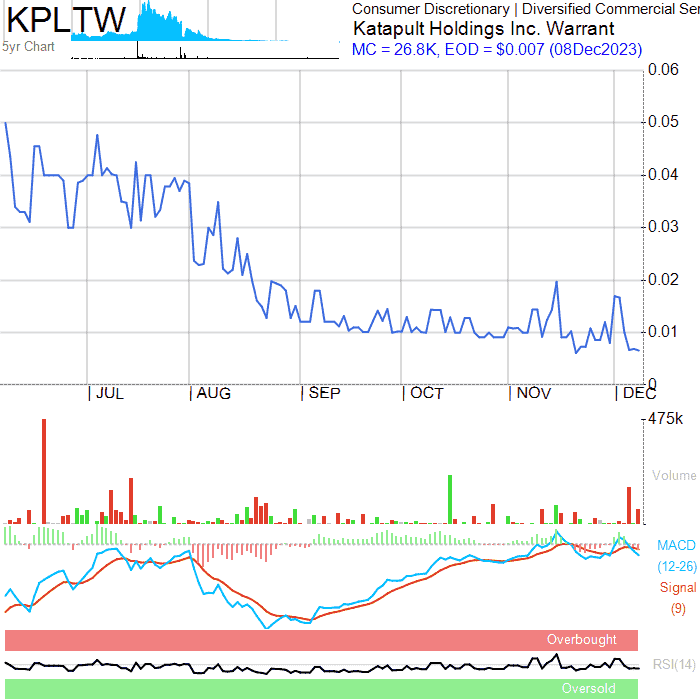 KPLTW
5yr Chart
Consumer Discretionary | Diversified Commercial Ser
Katapult Holdings Inc. Warrant
MC = 26.8K, EOD = $0.007 (08Dec2023)
0.06
0.05
0.04
0.03
0.02
0.01
0
| JUL | AUG | SEP | OCT | NOV | DEC
475k
Volume
MACD
(12-26)
Signal
(9)
Overbought
RSI(14)
Oversold